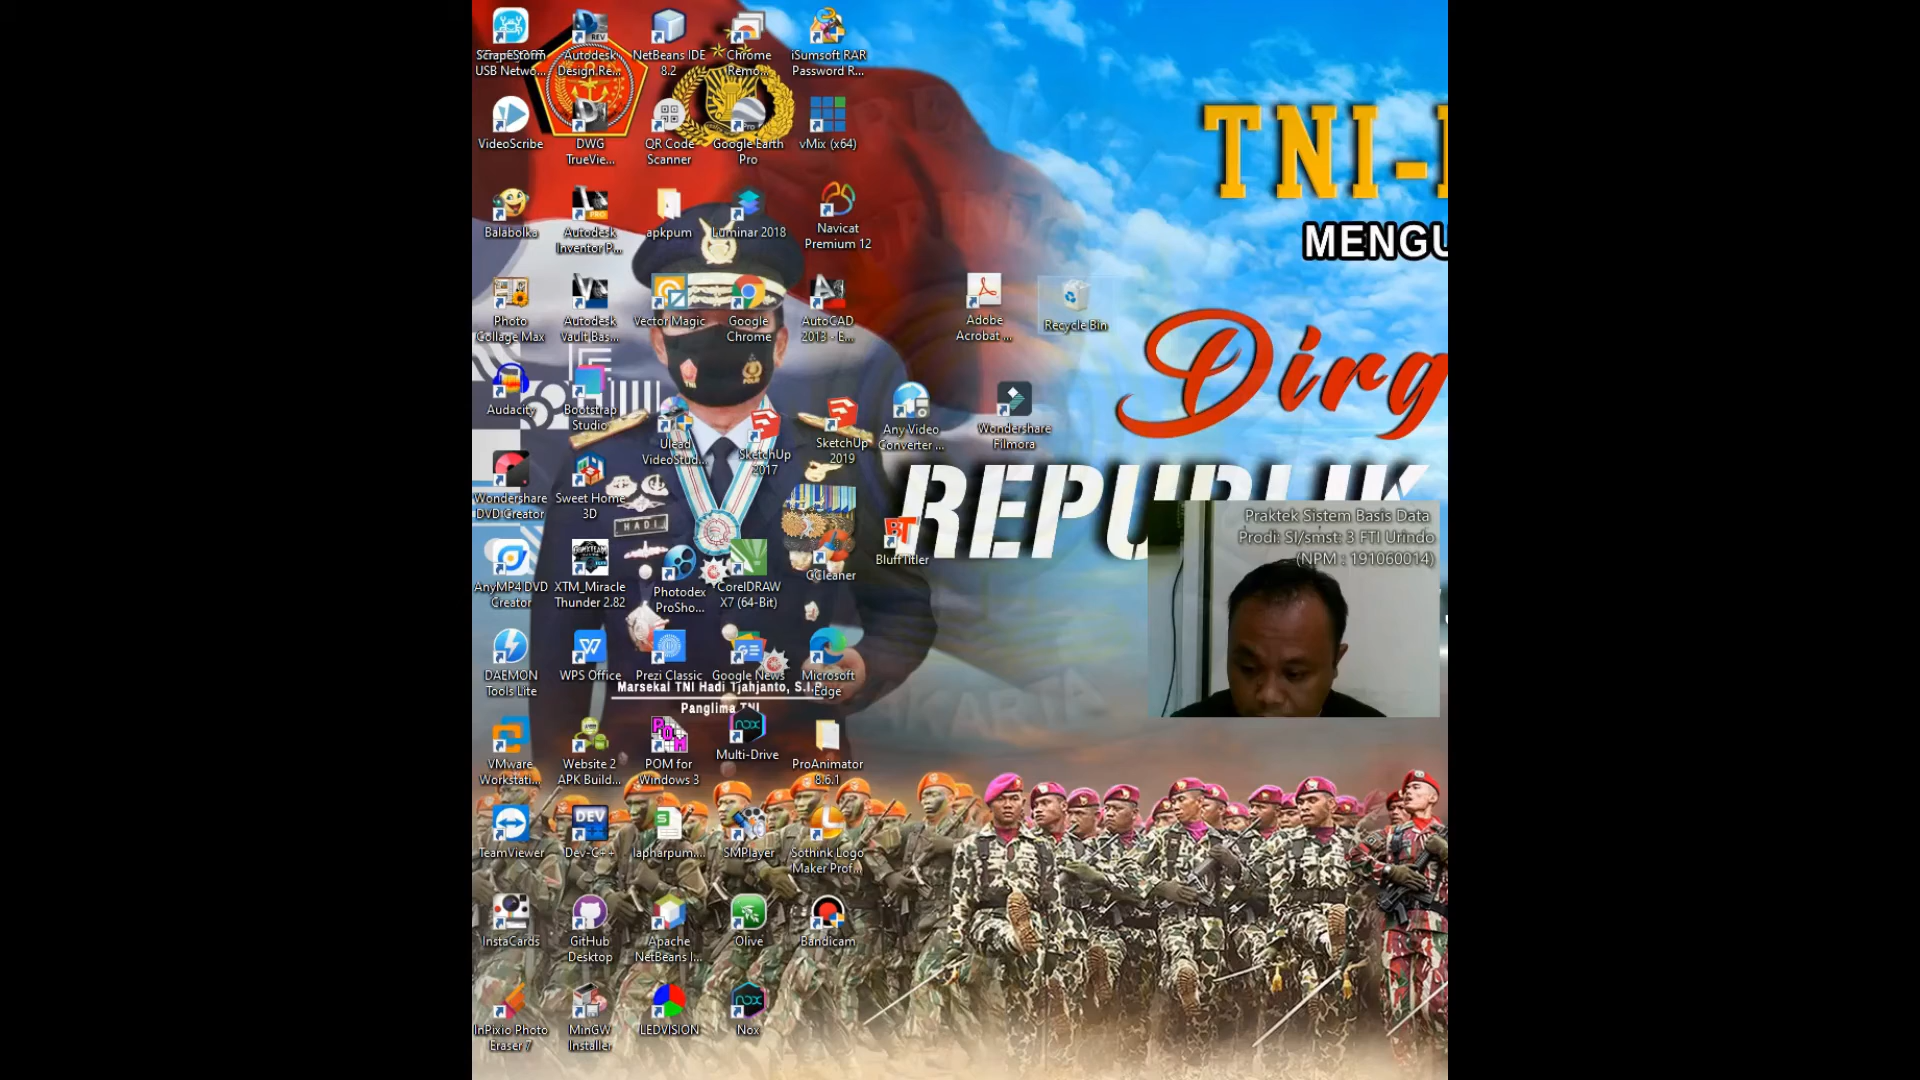 ScrapeStorm
USB Netwo...
Autodesk
Design Re...
NetBeans IDE
8.2
Chrome
Remo...
iSumsoft RAR
Password R...
VideoScribe
DWG
TrueVie...
QR Code
Scanner
Google Earth
Pro
vMix (x64)
TNI-
MENGU
Balabolka
Autodesk
Inventor P...
apkpum
Luminar 2018
Navicat
Premium 12
Photo
Collage Max
Autodesk
Vault Bas...
Vector Magic
Google
Chrome
AutoCAD
2013 - E...
Adobe
Acrobat ...
Recycle Bin
Dirg
TNI
POLRI
Audacity
Bootstrap
Studio
Ulead
VideoStud...
SketchUp
2017
SketchUp
2019
Any Video
Converter ...
Wondershare
Filmora
REPUBLIK
Wondershare
DVD Creator
Sweet Home
3D
HADI
BluffTitler
Praktek Sistem Basis Data
Prodi: SI/smst: 3 FTI Urindo
(NPM : 191060014)
AnyMP4 DVD
Creator
XTM_Miracle
Thunder 2.82
Photodex
ProSho...
CorelDRAW
X7 (64-Bit)
CCleaner
DAEMON
Tools Lite
WPS Office
Prezi Classic
Google News
Microsoft
Edge
Marsekal TNI Hadi Tjahjanto, S.I.P
Panglima TNI
VMware
Workstati...
Website 2
APK Build...
POM for
Windows 3
Multi-Drive
ProAnimator
8.6.1
TeamViewer
Dev-C++
lapharpum....
SMPlayer
Sothink Logo
Maker Prof...
InstaCards
GitHub
Desktop
Apache
NetBeans I...
Olive
Bandicam
InPixio Photo
Eraser 7
MinGW
Installer
LEDVISION
Nox